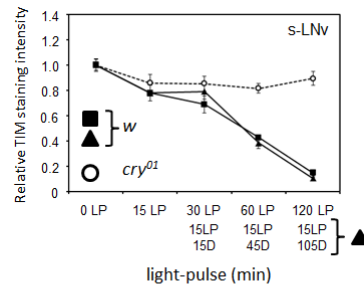 s-LNv
Relative TIM staining intensity
1.4
1.2
1.0
0.8
0.6
0.4
0.2
0
w
cry01
0 LP 15 LP 30 LP 60 LP 120 LP
15LP 15LP 15LP
15D 45D 105D
light-pulse (min)